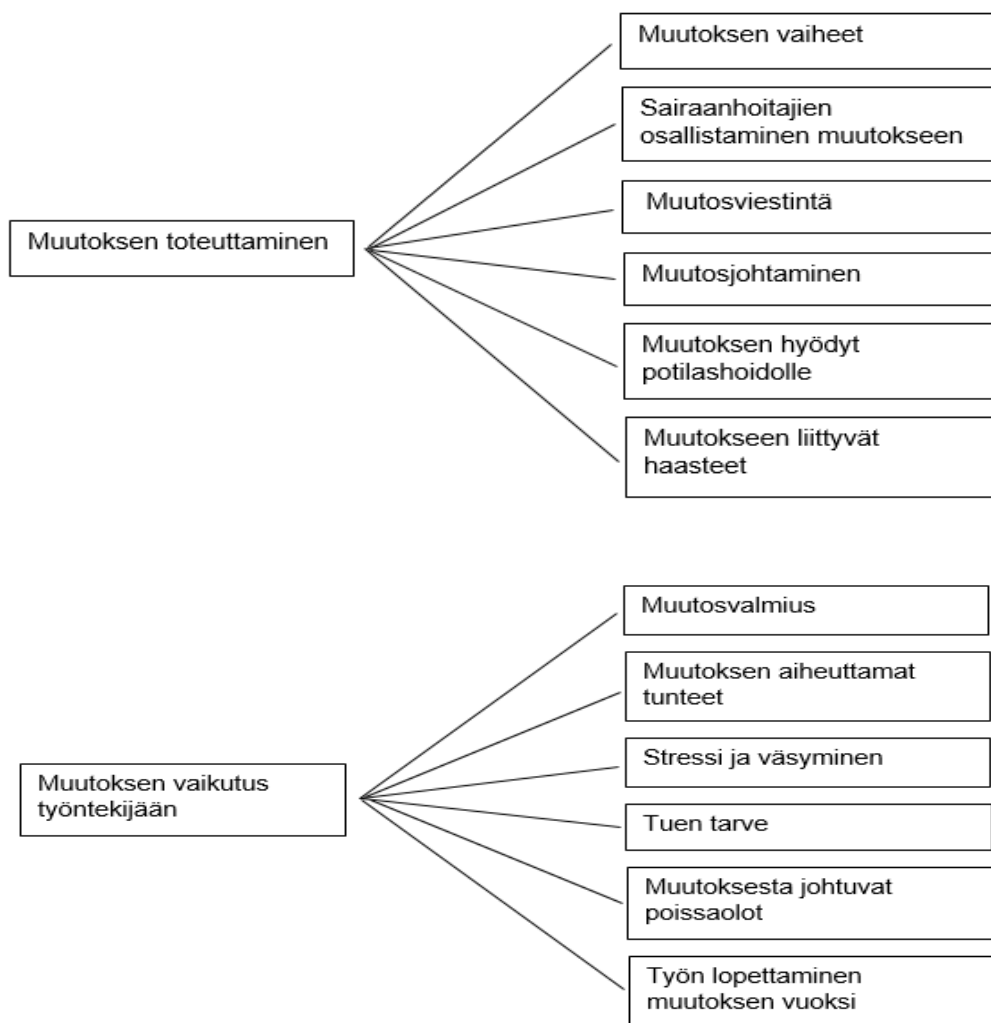 Muutoksen toteuttaminen
Muutoksen vaiheet
Sairaanhoitajien
osallistaminen muutokseen
Muutosviestintä
Muutosjohtaminen
Muutoksen hyödyt
potilashoidolle
Muutokseen liittyvät
haasteet
Muutoksen vaikutus
työntekijään
Muutosvalmius
Muutoksen aiheuttamat
tunteet
Stressi ja väsyminen
Tuen tarve
Muutoksesta johtuvat
poissaolot
Työn lopettaminen
muutoksen vuoksi